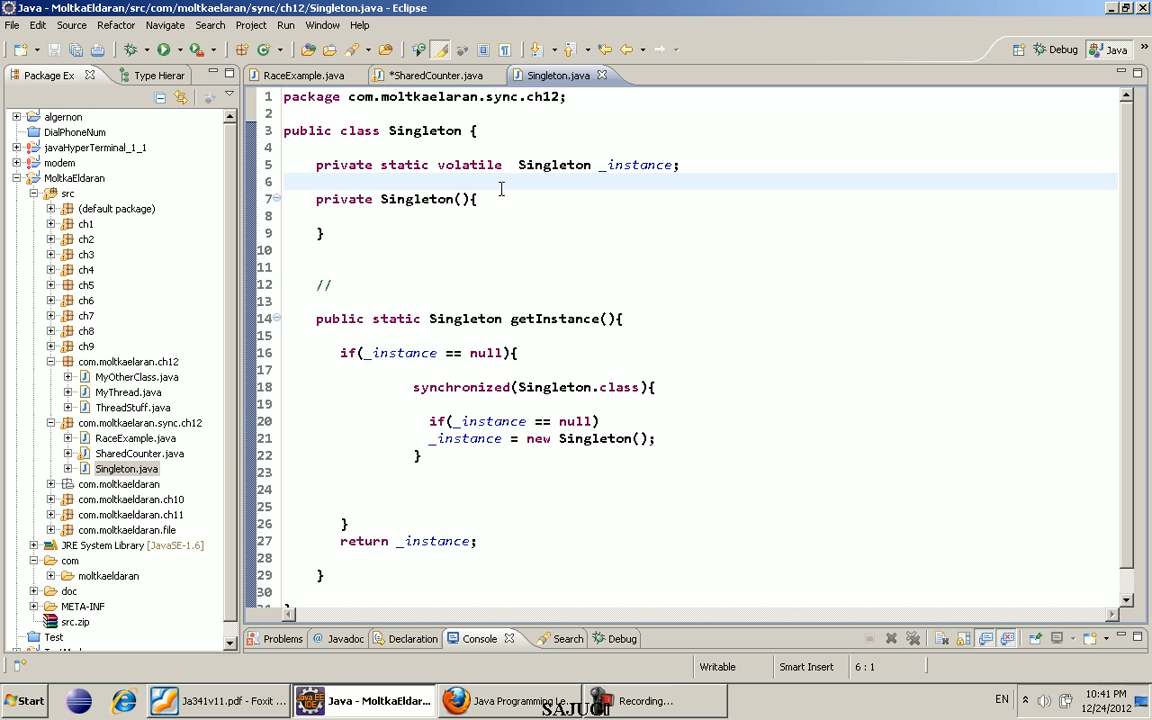 Java - MoltkaEldaran/src/com/moltkaelaran/sync/ch12/Singleton.java - Eclipse
File Edit Source Refactor Navigate Search Project Run Window Help
Debug Java
Package Ex Type Hierar
RaceExample.java *SharedCounter.java Singleton.java
algernon
DialPhoneNum
javaHyperTerminal_1_1
modem
MoltkaEldaran
src
(default package)
ch1
ch2
ch3
ch4
ch5
ch6
ch7
ch8
ch9
com.moltkaelaran.ch12
MyOtherClass.java
MyThread.java
ThreadStuff.java
com.moltkaelaran.sync.ch12
RaceExample.java
SharedCounter.java
Singleton.java
com.moltkaeldaran
com.moltkaeldaran.ch10
com.moltkaeldaran.ch11
com.moltkaeldaran.file
JRE System Library [JavaSE-1.6]
com
moltkaeldaran
doc
META-INF
src.zip
Test
1 package com.moltkaelaran.sync.ch12;
2
3 public class Singleton {
4
5 private static volatile Singleton _instance;
6
7 private Singleton(){
8
9 }
10
11
12 //
13
14 public static Singleton getInstance(){
15
16 if(_instance == null){
17
18 synchronized(Singleton.class){
19
20 if(_instance == null)
21 _instance = new Singleton();
22 }
23
24
25
26 }
27 return _instance;
28
29 }
30
Problems Javadoc Declaration Console Search Debug
Writable Smart Insert 6 : 1
Start Ja341v11.pdf - Foxit ... Java - MoltkaEldar... Java Programming Le... Recording... EN 10:41 PM
12/24/2012